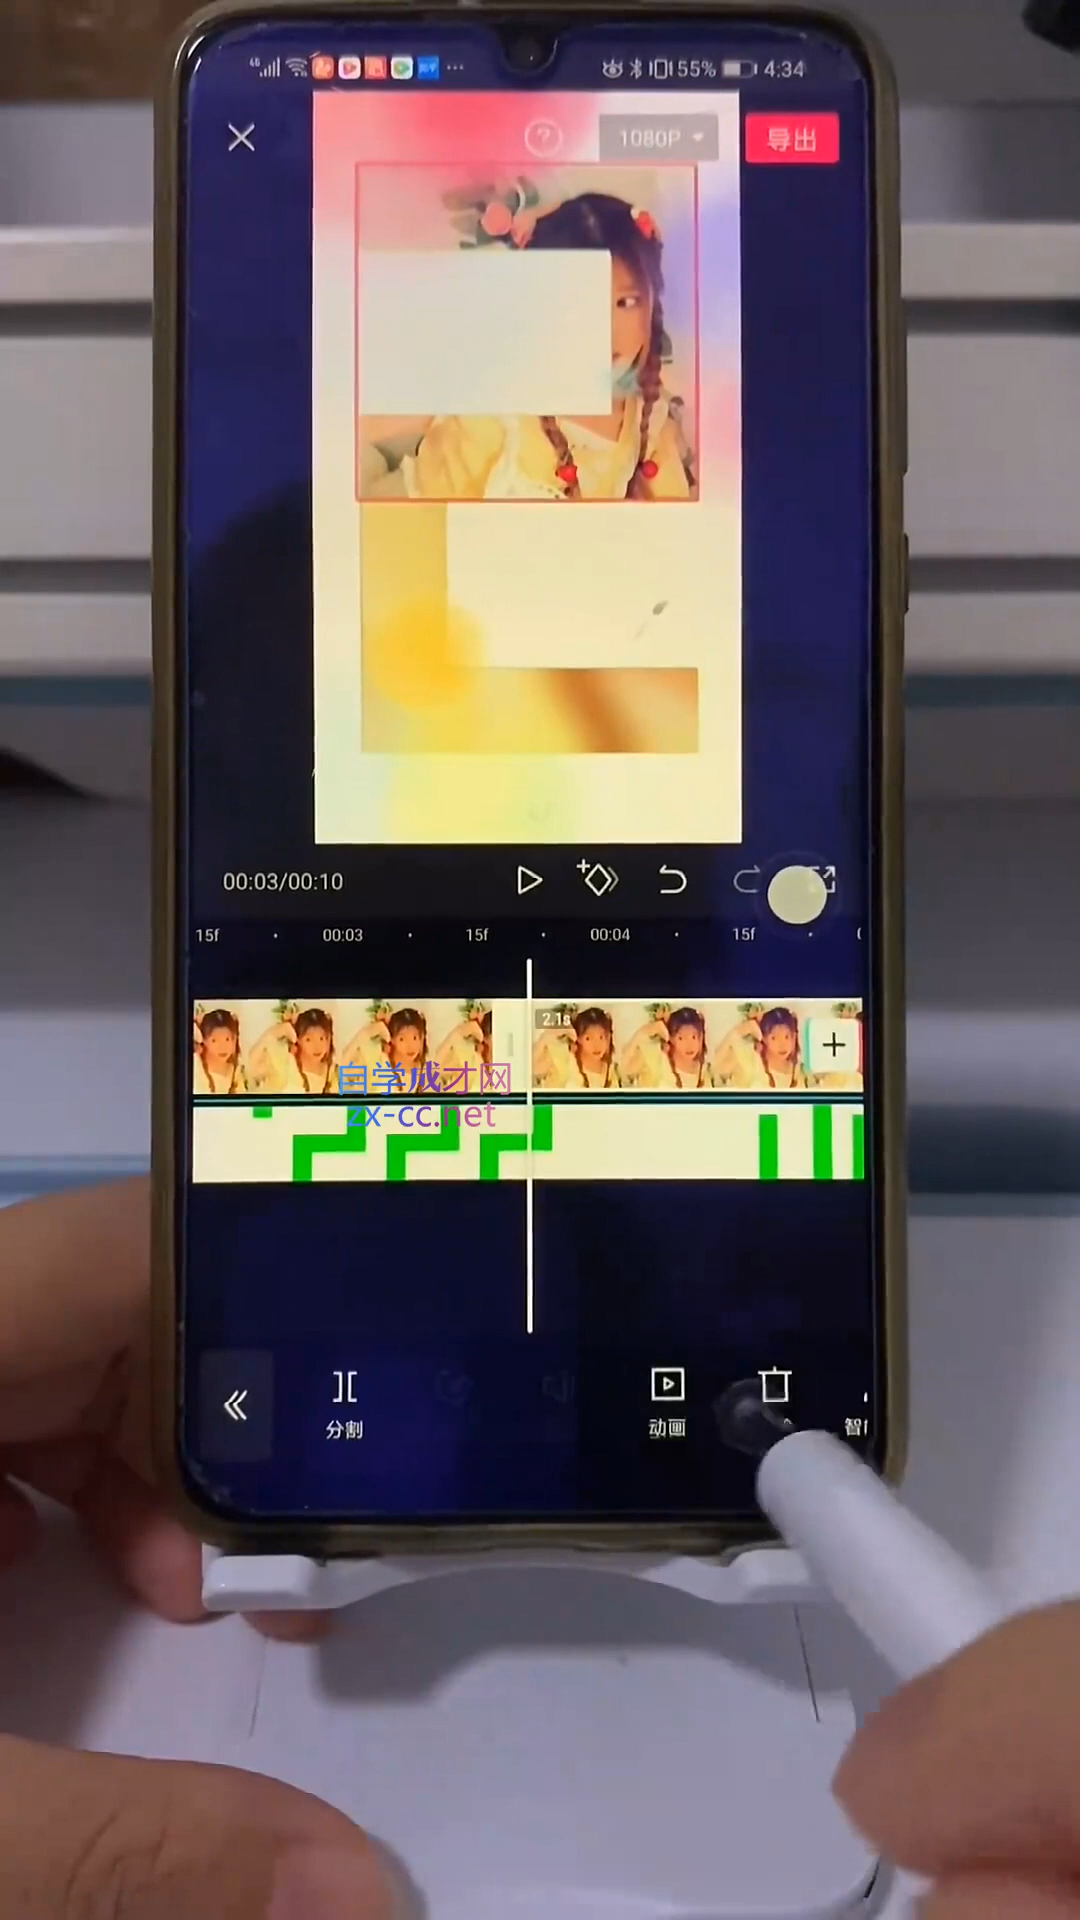 4G
55%
4:34
?
1080P
导出
00:03/00:10
15f
00:03
15f
00:04
15f
2.1s
自学成才网
zx-cc.net
分割
动画